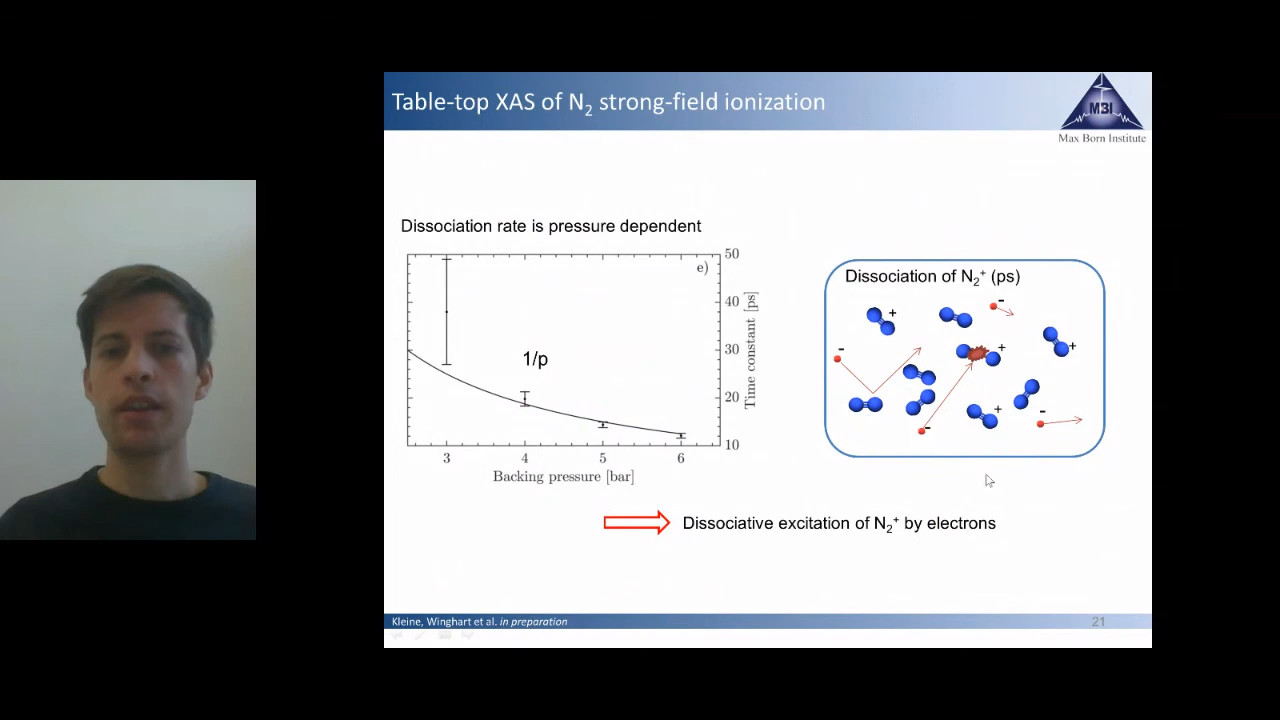 Table-top XAS of N₂ strong-field ionization
MBI
Max Born Institute
Dissociation rate is pressure dependent
e)
50
40
30
20
10
Time constant [ps]
1/p
3 4 5 6
Backing pressure [bar]
Dissociation of N₂⁺ (ps)
- + - + + - + -
Dissociative excitation of N₂⁺ by electrons
Kleine, Winghart et al. in preparation
21